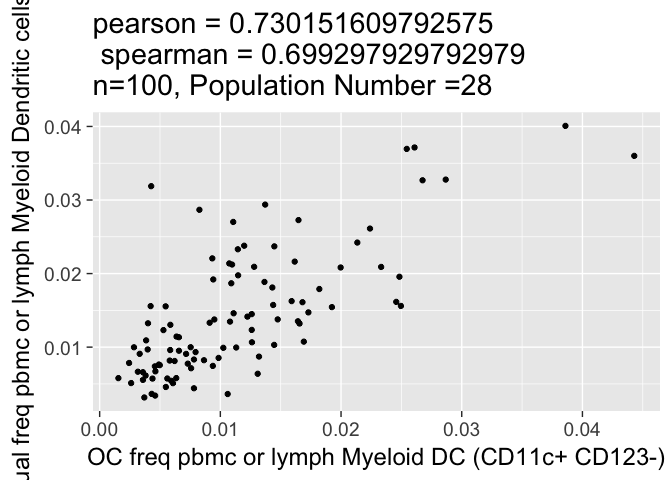 pearson = 0.730151609792575
spearman = 0.699297929792979
n=100, Population Number =28
freq pbmc or lymph Myeloid Dendritic cells
0.04
0.03
0.02
0.01
0.00 0.01 0.02 0.03 0.04
OC freq pbmc or lymph Myeloid DC (CD11c+ CD123-)